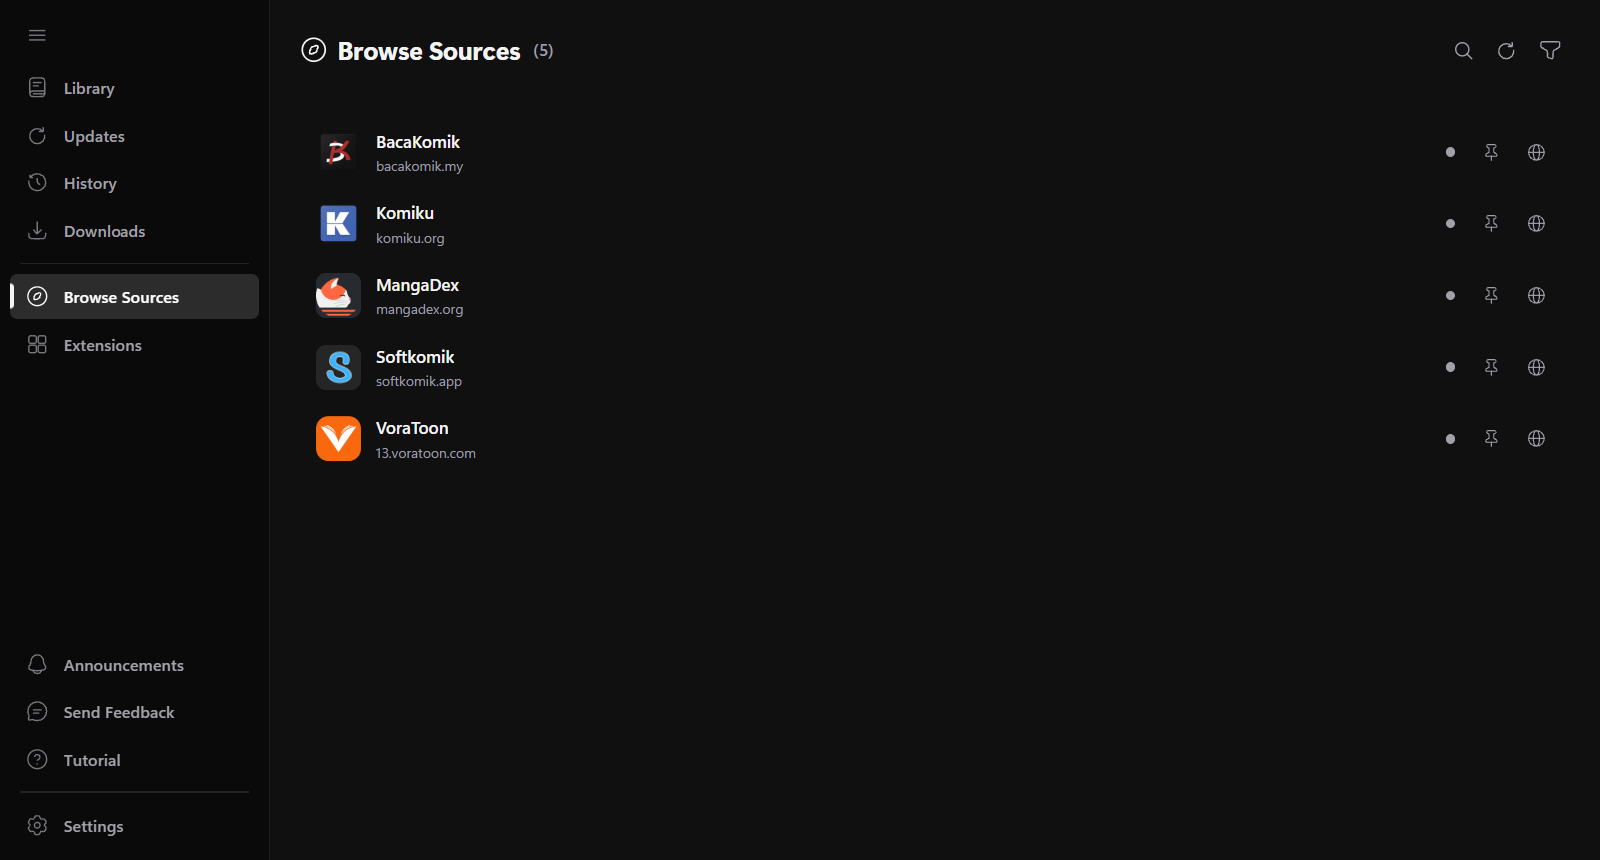 Library
Updates
History
Downloads
Browse Sources
Extensions
Announcements
Send Feedback
Tutorial
Settings
Browse Sources (5)
BacaKomik
bacakomik.my
Komiku
komiku.org
MangaDex
mangadex.org
Softkomik
softkomik.app
VoraToon
13.voratoon.com